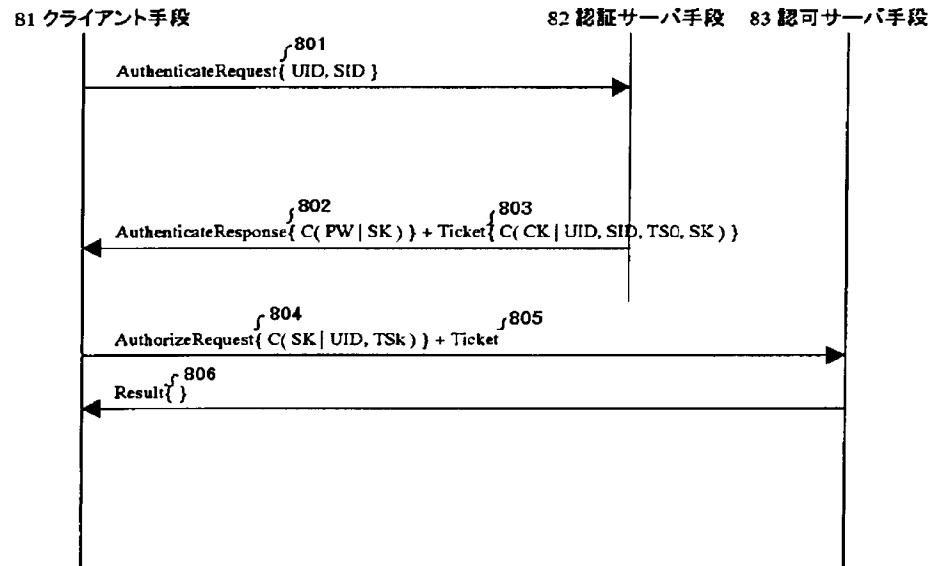 81 クライアント手段 82 認証サーバ手段 83 認可サーバ手段
801
AuthenticateRequest{ UID, SID }
802 803
AuthenticateResponse{ C( PW | SK ) } + Ticket{ C( CK | UID, SID, TS0, SK ) }
804 805
AuthorizeRequest{ C( SK | UID, TSk ) } + Ticket
806
Result{ }